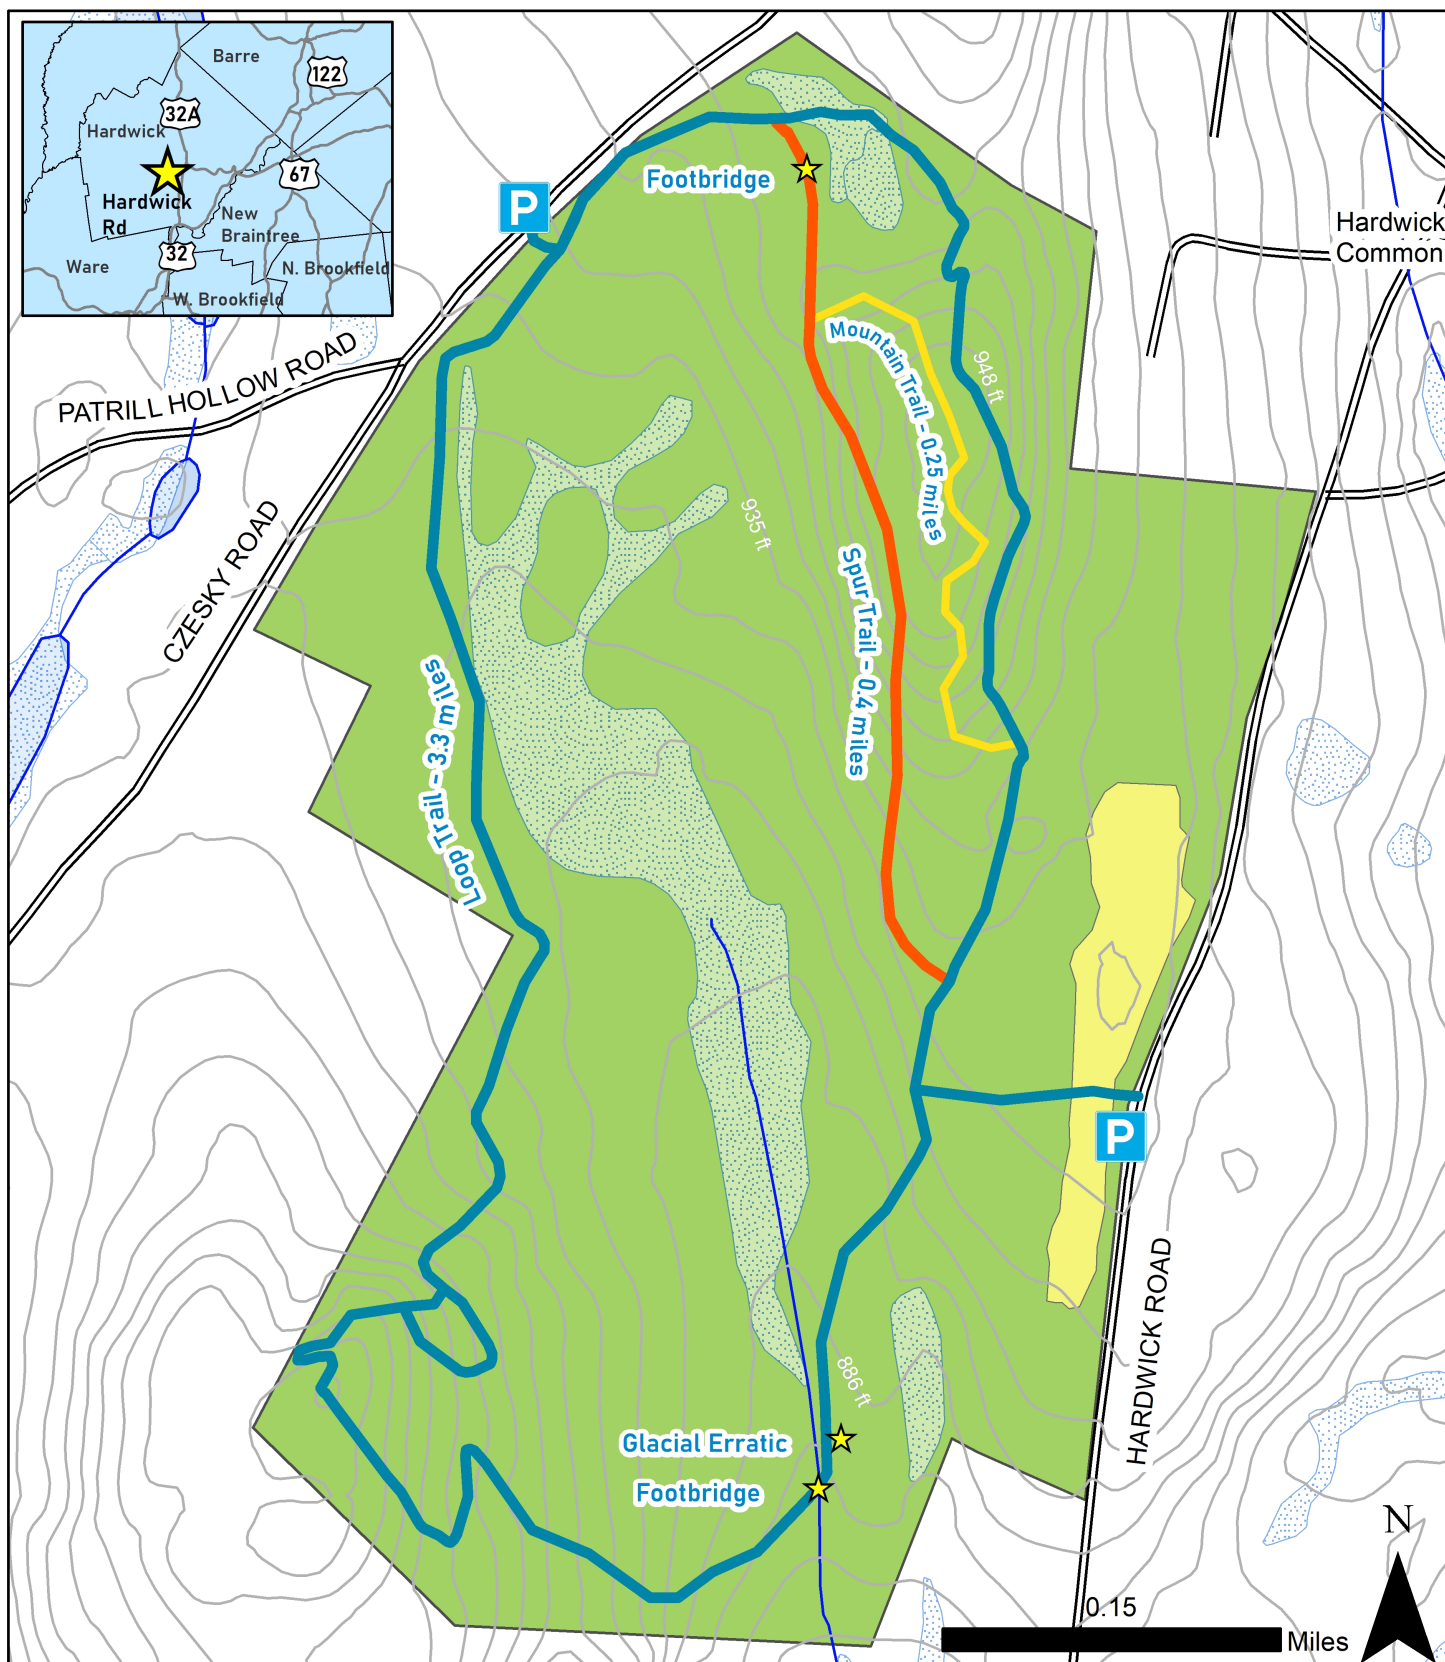 Barre
122
32A
Hardwick
67
Hardwick
Rd
New
Braintree
32
Ware
N. Brookfield
W. Brookfield
P
Footbridge
Hardwick
Common
PATRILL HOLLOW ROAD
Mountain Trail - 0.25 miles
948 ft
935 ft
CZESKY ROAD
Spur Trail - 0.4 miles
Loop Trail - 3.3 miles
P
HARDWICK ROAD
886 ft
Glacial Erratic
Footbridge
N
0.15
Miles